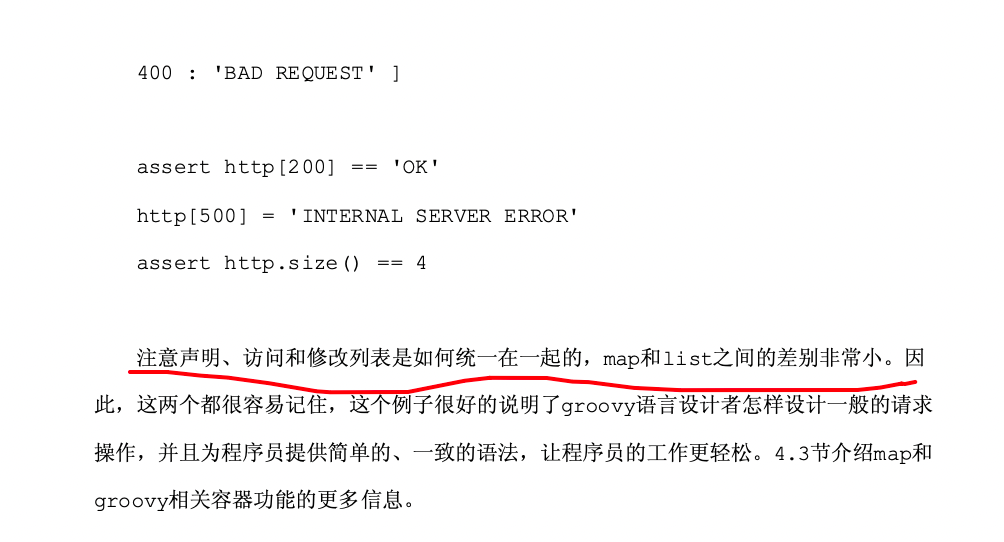 400 : 'BAD REQUEST' ]
assert http[200] == 'OK'
http[500] = 'INTERNAL SERVER ERROR'
assert http.size() == 4
注意声明、访问和修改列表是如何统一在一起的，map和list之间的差别非常小。因
此，这两个都很容易记住，这个例子很好的说明了groovy语言设计者怎样设计一般的请求
操作，并且为程序员提供简单的、一致的语法，让程序员的工作更轻松。4.3节介绍map和
groovy相关容器功能的更多信息。